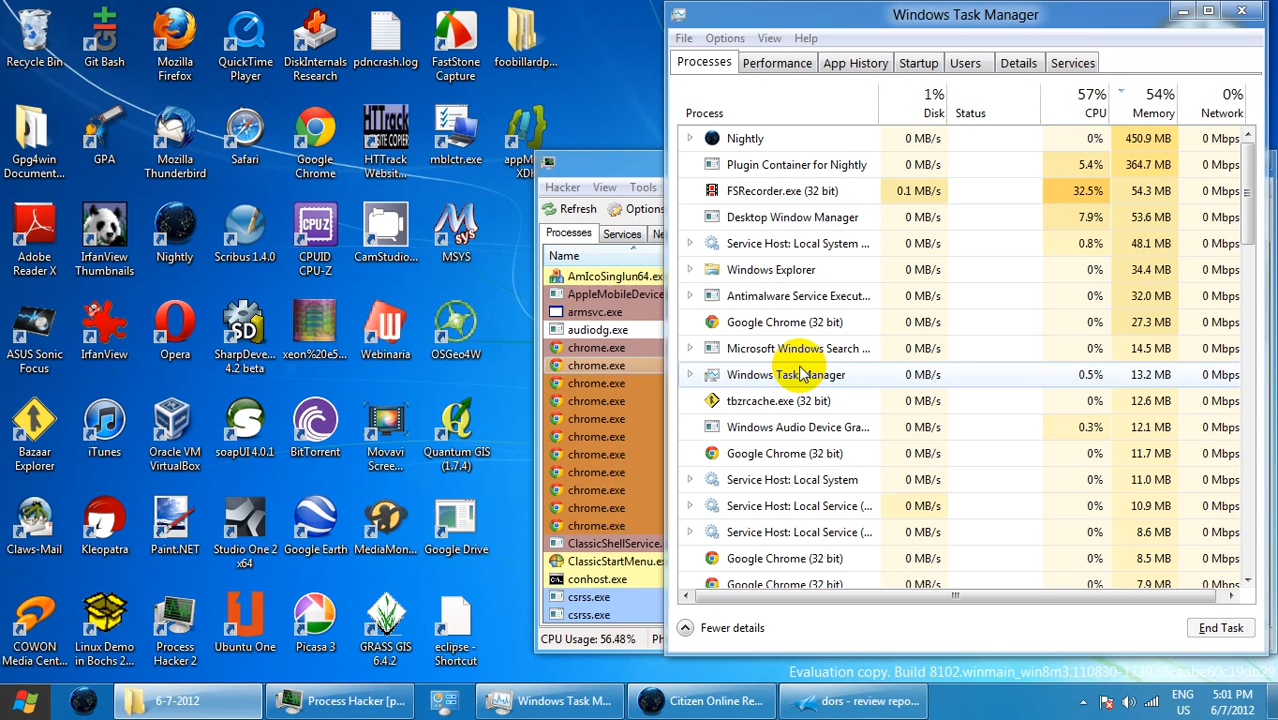 Recycle Bin
Git Bash
Mozilla
Firefox
QuickTime
Player
DiskInternals
Research
pdncrash.log
FastStone
Capture
foobillardp...
Gpg4win
Document...
GPA
Mozilla
Thunderbird
Safari
Google
Chrome
HTTrack
WEBSITE COPIER
HTTrack
Websit...
mblctr.exe
Adobe
Reader X
IrfanView
Thumbnails
Nightly
Scribus 1.4.0
CPU-Z
CPUID
CPU-Z
CamStudio...
MSYS
ASUS Sonic
Focus
IrfanView
Opera
SharpDeve...
4.2 beta
xeon%20e5...
Webinaria
OSGeo4W
Bazaar
Explorer
iTunes
Oracle VM
VirtualBox
soapUI 4.0.1
BitTorrent
Movavi
Scree...
Quantum GIS
(1.7.4)
Claws-Mail
Kleopatra
Paint.NET
Studio One 2
x64
Google Earth
MediaMon...
Google Drive
COWON
Media Cent...
Linux Demo
in Bochs 2...
Process
Hacker 2
Ubuntu One
Picasa 3
GRASS GIS
6.4.2
eclipse -
Shortcut
Hacker View Tools
Refresh Options
Processes Services
Name
AmIcoSinglun64.ex
AppleMobileDevice
armsvc.exe
audiodg.exe
chrome.exe
chrome.exe
chrome.exe
chrome.exe
chrome.exe
chrome.exe
chrome.exe
chrome.exe
chrome.exe
chrome.exe
chrome.exe
ClassicShellService.
ClassicStartMenu.ex
conhost.exe
csrss.exe
csrss.exe
CPU Usage: 56.48%
Windows Task Manager
File Options View Help
Processes Performance App History Startup Users Details Services
1% 57% 54% 0%
Process Disk Status CPU Memory Network
Nightly 0 MB/s 0% 450.9 MB 0 Mbps
Plugin Container for Nightly 0 MB/s 5.4% 364.7 MB 0 Mbps
FSRecorder.exe (32 bit) 0.1 MB/s 32.5% 54.3 MB 0 Mbps
Desktop Window Manager 0 MB/s 7.9% 53.6 MB 0 Mbps
Service Host: Local System ... 0 MB/s 0.8% 48.1 MB 0 Mbps
Windows Explorer 0 MB/s 0% 34.4 MB 0 Mbps
Antimalware Service Execut... 0 MB/s 0% 32.0 MB 0 Mbps
Google Chrome (32 bit) 0 MB/s 0% 27.3 MB 0 Mbps
Microsoft Windows Search ... 0 MB/s 0% 14.5 MB 0 Mbps
Windows Task Manager 0 MB/s 0.5% 13.2 MB 0 Mbps
tbzrcache.exe (32 bit) 0 MB/s 0% 12.6 MB 0 Mbps
Windows Audio Device Gra... 0 MB/s 0.3% 12.1 MB 0 Mbps
Google Chrome (32 bit) 0 MB/s 0% 11.7 MB 0 Mbps
Service Host: Local System 0 MB/s 0% 11.0 MB 0 Mbps
Service Host: Local Service (... 0 MB/s 0% 10.9 MB 0 Mbps
Service Host: Local Service (... 0 MB/s 0% 8.6 MB 0 Mbps
Google Chrome (32 bit) 0 MB/s 0% 8.5 MB 0 Mbps
Google Chrome (32 bit) 0 MB/s 0% 7.9 MB 0 Mbps
Fewer details End Task
Evaluation copy. Build 8102.winmain_win8m3.110830-
6-7-2012
Process Hacker [p...
Windows Task M...
Citizen Online Re...
dors - review repo...
ENG
US
5:01 PM
6/7/2012